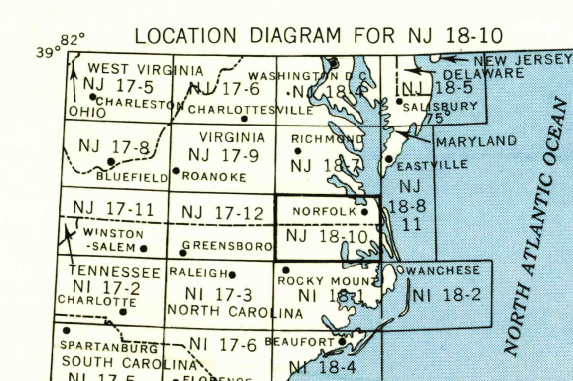 LOCATION DIAGRAM FOR NJ 18-10
39° 82°
NEW JERSEY
DELAWARE
WEST VIRGINIA
NJ 17-5
CHARLESTON
OHIO
NJ 17-6
CHARLOTTESVILLE
WASHINGTON D C
NJ 18-4
NJ 18-5
SALISBURY
75°
NJ 17-8
BLUEFIELD
VIRGINIA
NJ 17-9
ROANOKE
RICHMOND
NJ 18-7
MARYLAND
EASTVILLE
NJ
18-8
11
NJ 17-11
WINSTON
-SALEM
NJ 17-12
GREENSBORO
NORFOLK
NJ 18-10
NORTH ATLANTIC OCEAN
TENNESSEE
NI 17-2
CHARLOTTE
RALEIGH
NI 17-3
NORTH CAROLINA
ROCKY MOUNT
NI 18-1
WANCHESE
NI 18-2
SPARTANBURG
SOUTH CAROLINA
NI 17-5
NI 17-6
FLORENCE
BEAUFORT
NI 18-4